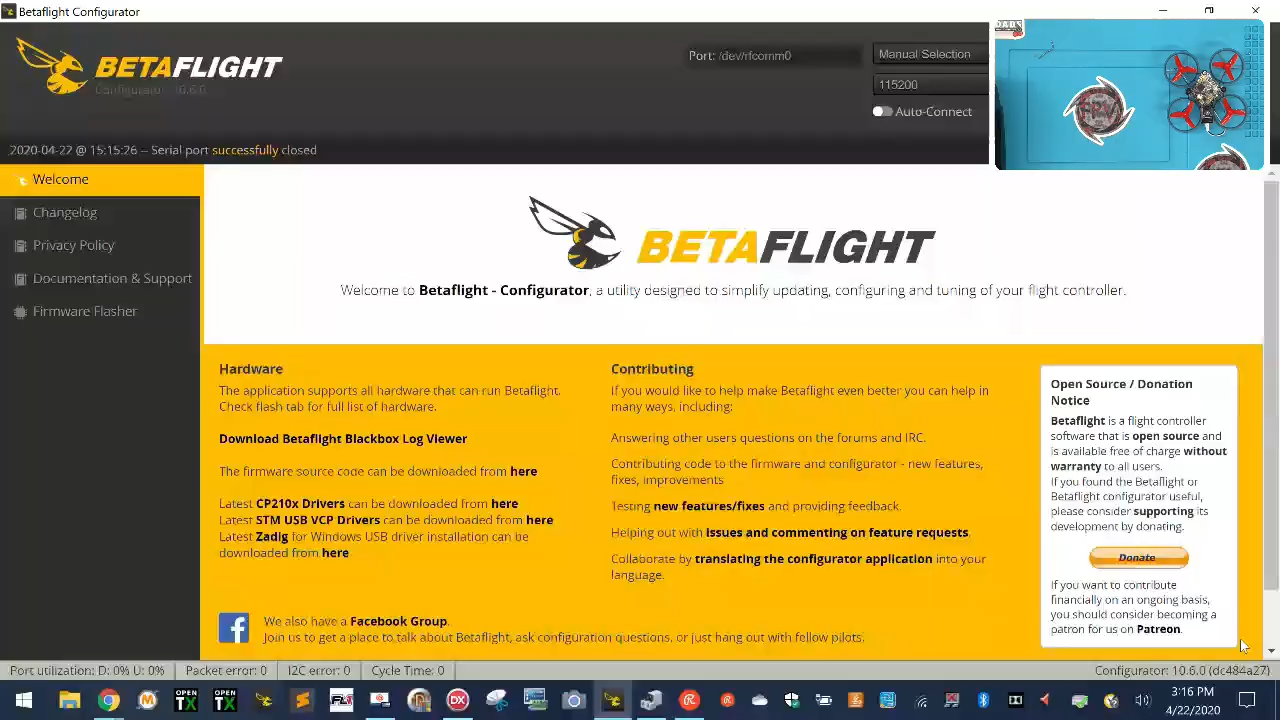 Betaflight Configurator
BETAFLIGHT
Configurator 10.6.0
Port: /dev/rfcomm0
Manual Selection
115200
Auto-Connect
2020-04-22 @ 15:15:26 -- Serial port successfully closed
Welcome
Changelog
Privacy Policy
Documentation & Support
Firmware Flasher
BETAFLIGHT
Welcome to Betaflight - Configurator, a utility designed to simplify updating, configuring and tuning of your flight controller.
Hardware
The application supports all hardware that can run Betaflight.
Check flash tab for full list of hardware.
Download Betaflight Blackbox Log Viewer
The firmware source code can be downloaded from here
Latest CP210x Drivers can be downloaded from here
Latest STM USB VCP Drivers can be downloaded from here
Latest Zadig for Windows USB driver installation can be
downloaded from here
Contributing
If you would like to help make Betaflight even better you can help in
many ways, including:
Answering other users questions on the forums and IRC.
Contributing code to the firmware and configurator - new features,
fixes, improvements
Testing new features/fixes and providing feedback.
Helping out with issues and commenting on feature requests.
Collaborate by translating the configurator application into your
language.
Open Source / Donation
Notice
Betaflight is a flight controller
software that is open source and
is available free of charge without
warranty to all users.
If you found the Betaflight or
Betaflight configurator useful,
please consider supporting its
development by donating.
Donate
If you want to contribute
financially on an ongoing basis,
you should consider becoming a
patron for us on Patreon.
We also have a Facebook Group.
Join us to get a place to talk about Betaflight, ask configuration questions, or just hang out with fellow pilots.
Port utilization: D: 0% U: 0%
Packet error: 0
I2C error: 0
Cycle Time: 0
Configurator: 10.6.0 (dc484a27)
OPEN TX
OPEN TX
3:16 PM
4/22/2020